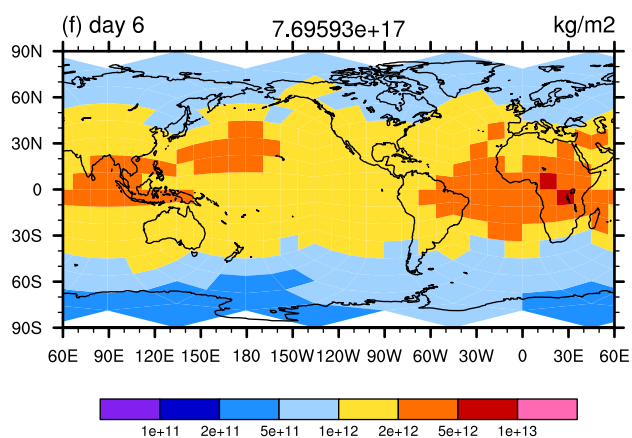 (f) day 6 7.69593e+17 kg/m2
90N
60N
30N
0
30S
60S
90S
60E 90E 120E 150E 180 150W 120W 90W 60W 30W 0 30E 60E
1e+11 2e+11 5e+11 1e+12 2e+12 5e+12 1e+13